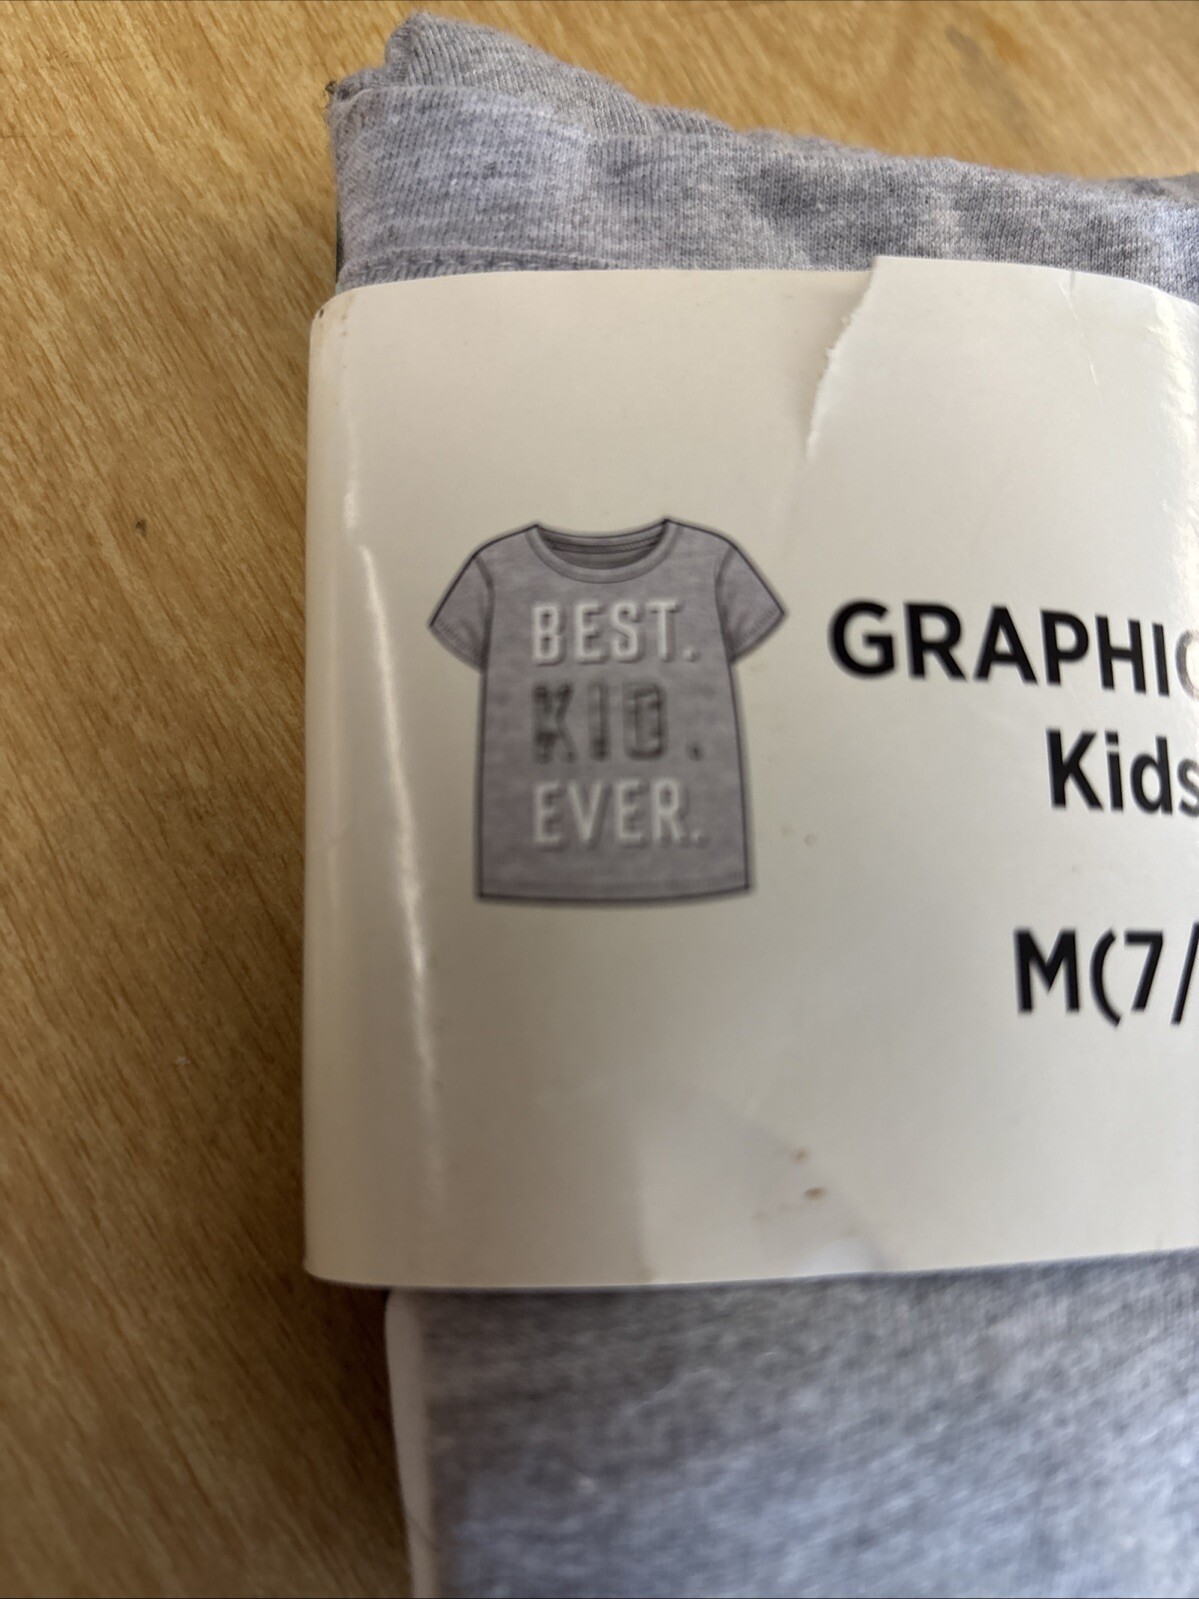 BEST.
KID.
EVER.
GRAPHIC
Kids
M(7/